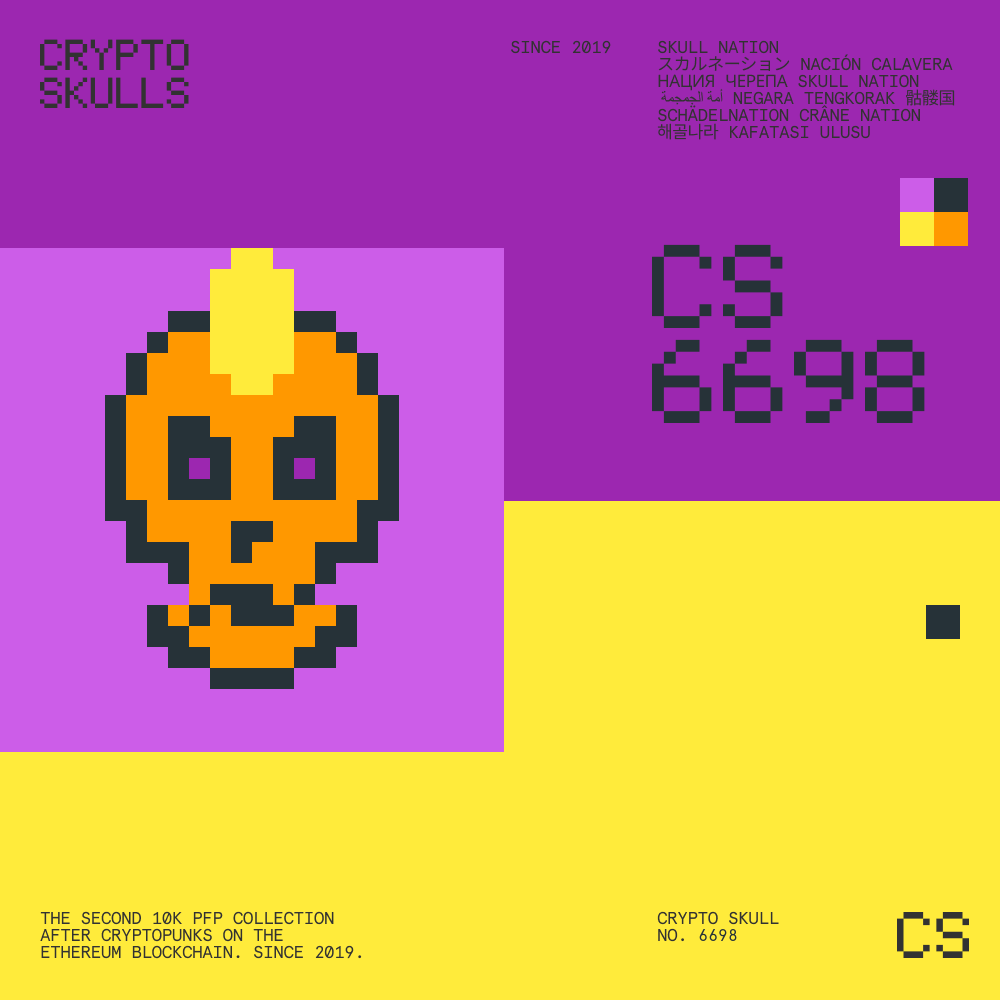 CRYPTO
SKULLS
SINCE 2019
SKULL NATION
スカルネーション NACIÓN CALAVERA
НАЦИЯ ЧЕРЕПА SKULL NATION
أمة الجمجمة NEGARA TENGKORAK 骷髅国
SCHÄDELNATION CRÂNE NATION
해골나라 KAFATASI ULUSU
CS
6698
THE SECOND 10K PFP COLLECTION
AFTER CRYPTOPUNKS ON THE
ETHEREUM BLOCKCHAIN. SINCE 2019.
CRYPTO SKULL
NO. 6698
CS